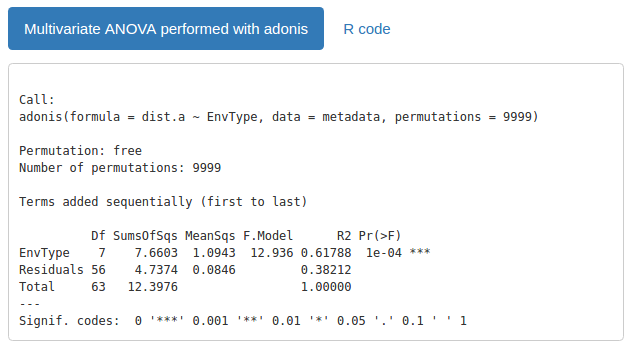 Multivariate ANOVA performed with adonis R code
Call:
adonis(formula = dist.a ~ EnvType, data = metadata, permutations = 9999)
Permutation: free
Number of permutations: 9999
Terms added sequentially (first to last)
Df SumsOfSqs MeanSqs F.Model R2 Pr(>F)
EnvType 7 7.6603 1.0943 12.936 0.61788 1e-04 ***
Residuals 56 4.7374 0.0846 0.38212
Total 63 12.3976 1.00000
---
Signif. codes: 0 '***' 0.001 '**' 0.01 '*' 0.05 '.' 0.1 ' ' 1